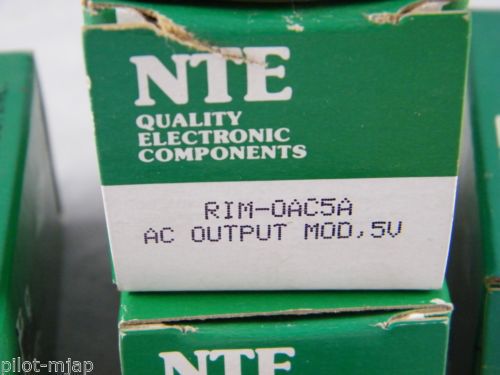 NTE
QUALITY
ELECTRONIC
COMPONENTS
RIM-OAC5A
AC OUTPUT MOD,5V
NTE
pilot-mjap